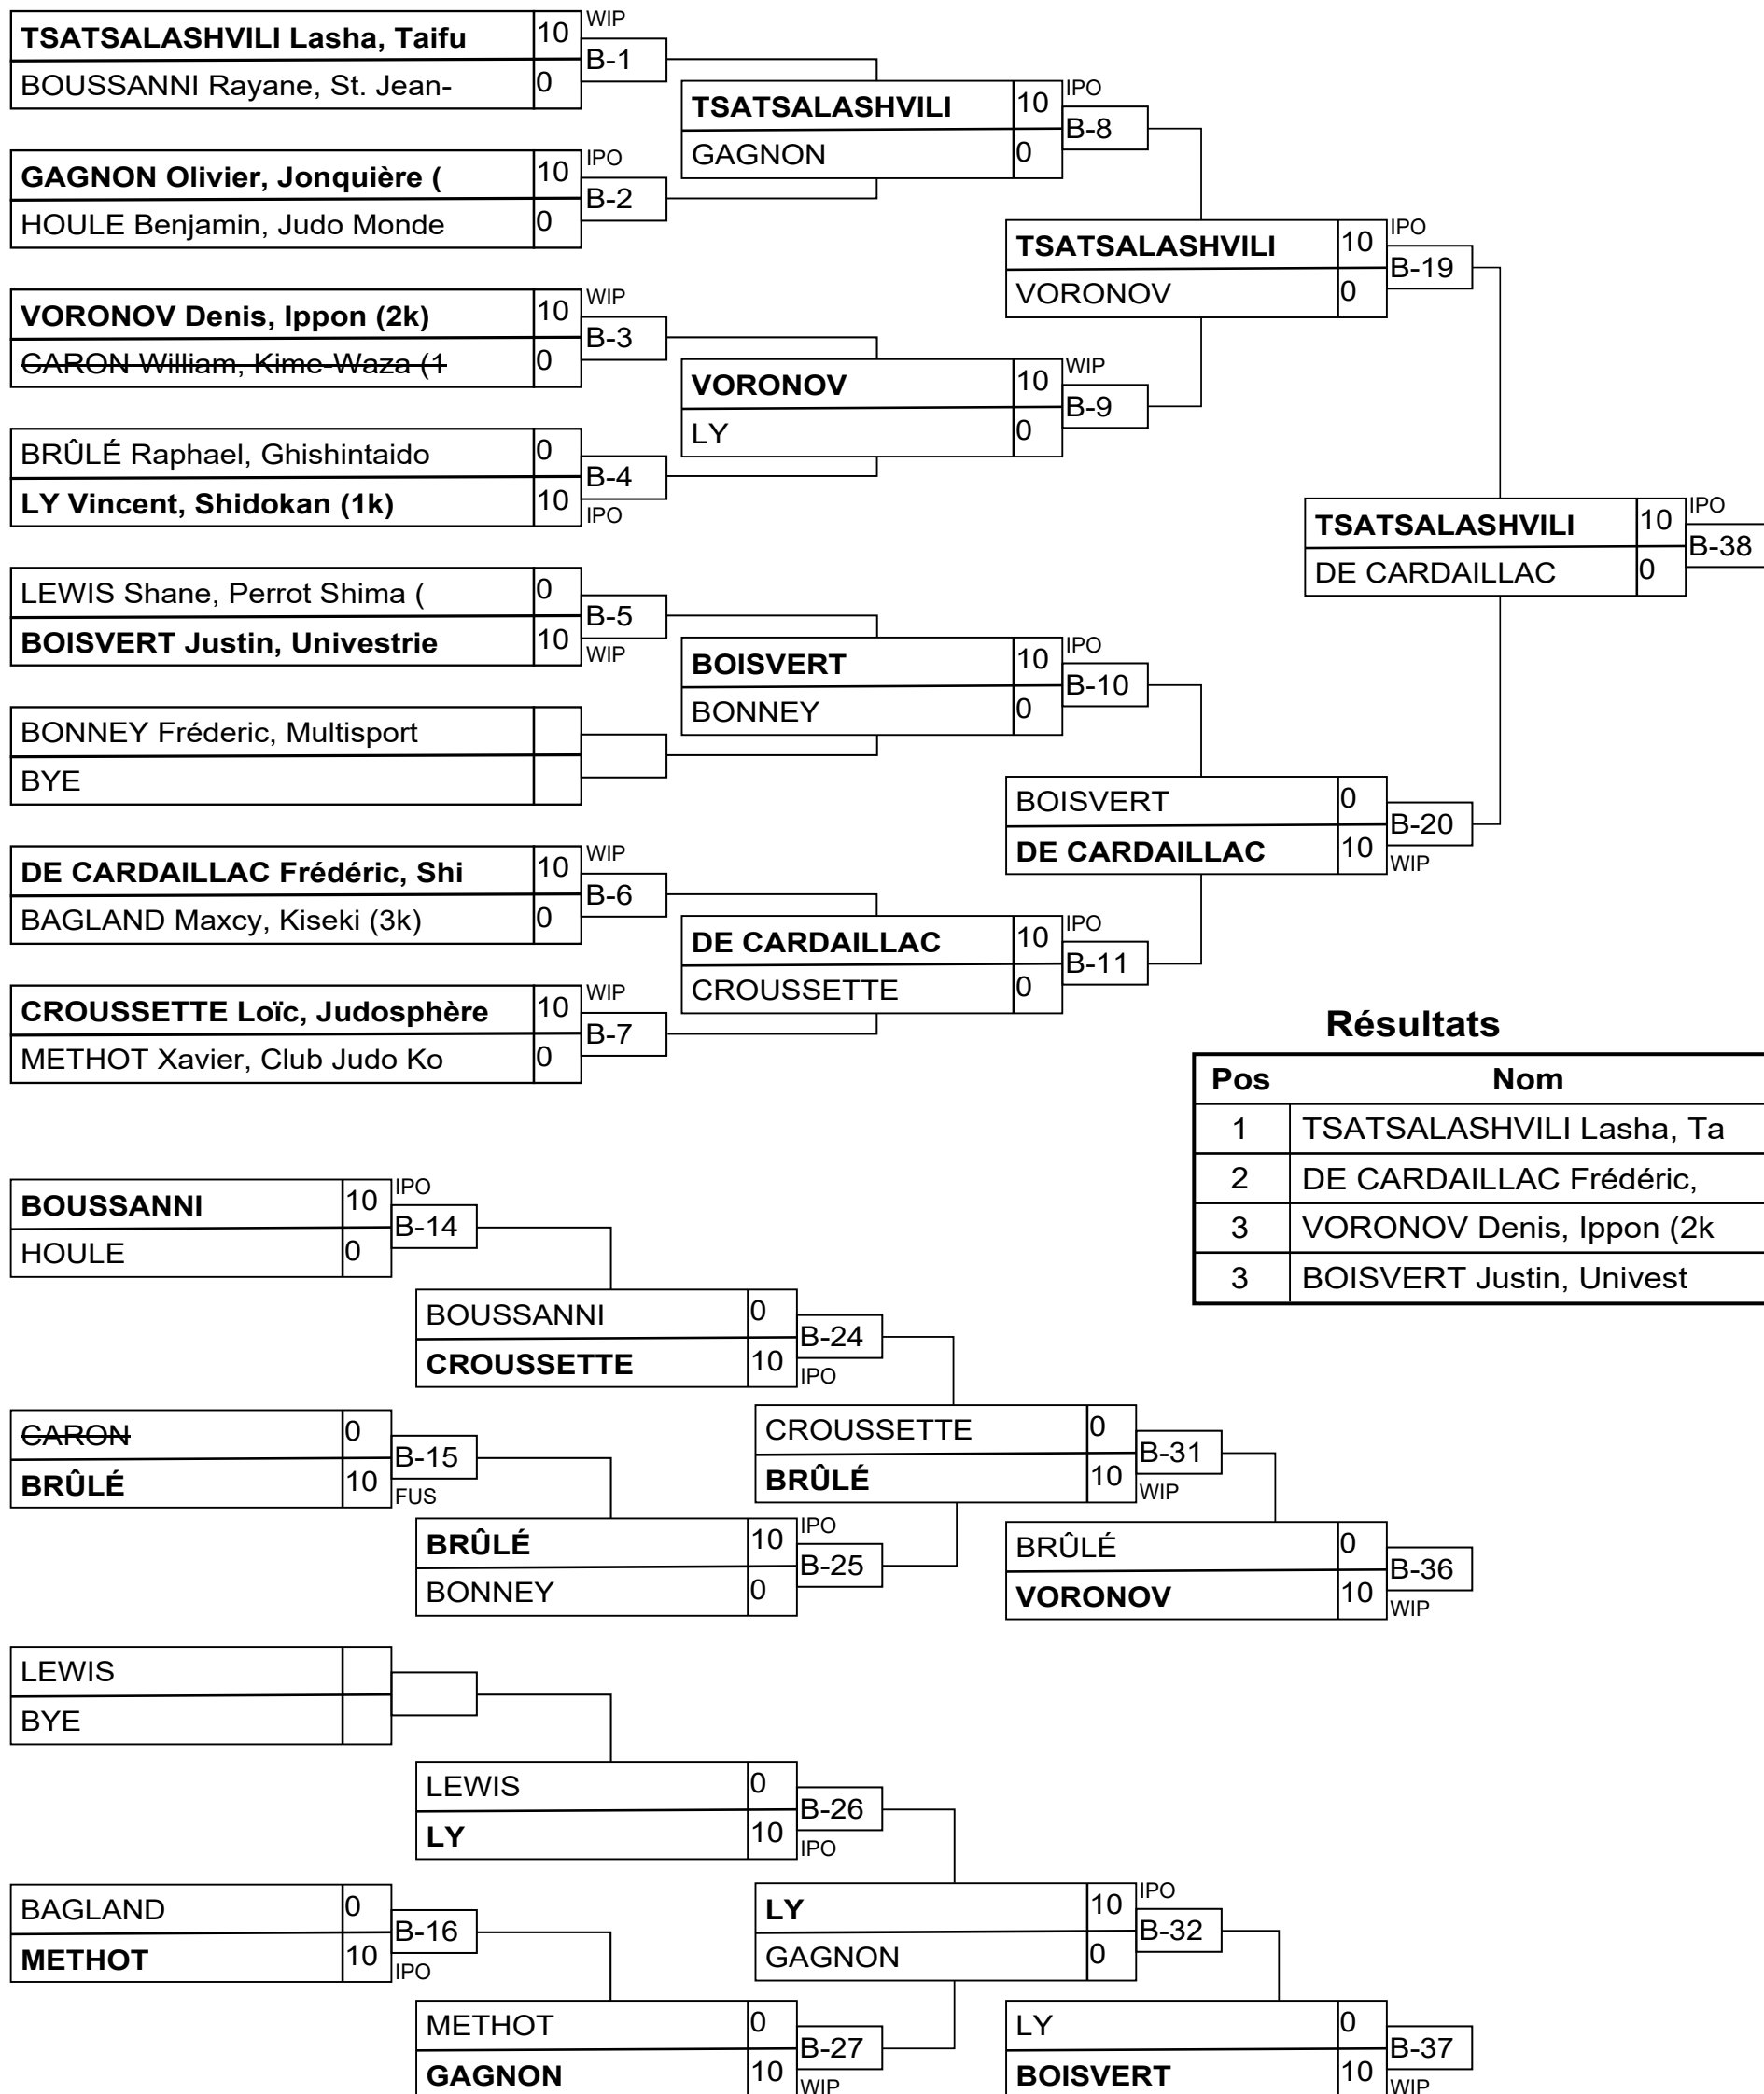 TSATSALASHVILI Lasha, Taifu 10 WIP
B-1
BOUSSANNI Rayane, St. Jean- 0
GAGNON Olivier, Jonquière ( 10 IPO
B-2
HOULE Benjamin, Judo Monde 0
VORONOV Denis, Ippon (2k) 10 WIP
B-3
CARON William, Kime-Waza (1 0
BRÛLÉ Raphael, Ghishintaido 0
B-4
LY Vincent, Shidokan (1k) 10 IPO
LEWIS Shane, Perrot Shima ( 0
B-5
BOISVERT Justin, Univestrie 10 WIP
BONNEY Fréderic, Multisport
BYE
DE CARDAILLAC Frédéric, Shi 10 WIP
B-6
BAGLAND Maxcy, Kiseki (3k) 0
CROUSSETTE Loïc, Judosphère 10 WIP
B-7
METHOT Xavier, Club Judo Ko 0
TSATSALASHVILI 10 IPO
B-8
GAGNON 0
VORONOV 10 WIP
B-9
LY 0
BOISVERT 10 IPO
B-10
BONNEY 0
DE CARDAILLAC 10 IPO
B-11
CROUSSETTE 0
TSATSALASHVILI 10 IPO
B-19
VORONOV 0
BOISVERT 0
B-20
DE CARDAILLAC 10 WIP
TSATSALASHVILI 10 IPO
B-38
DE CARDAILLAC 0
Résultats
Pos Nom
1 TSATSALASHVILI Lasha, Ta
2 DE CARDAILLAC Frédéric,
3 VORONOV Denis, Ippon (2k
3 BOISVERT Justin, Univest
BOUSSANNI 10 IPO
B-14
HOULE 0
CARON 0
B-15
BRÛLÉ 10 FUS
BOUSSANNI 0
B-24
CROUSSETTE 10 IPO
BRÛLÉ 10 IPO
B-25
BONNEY 0
CROUSSETTE 0
B-31
BRÛLÉ 10 WIP
BRÛLÉ 0
B-36
VORONOV 10 WIP
LEWIS
BYE
BAGLAND 0
B-16
METHOT 10 IPO
LEWIS 0
B-26
LY 10 IPO
METHOT 0
B-27
GAGNON 10 WIP
LY 10 IPO
B-32
GAGNON 0
LY 0
B-37
BOISVERT 10 WIP